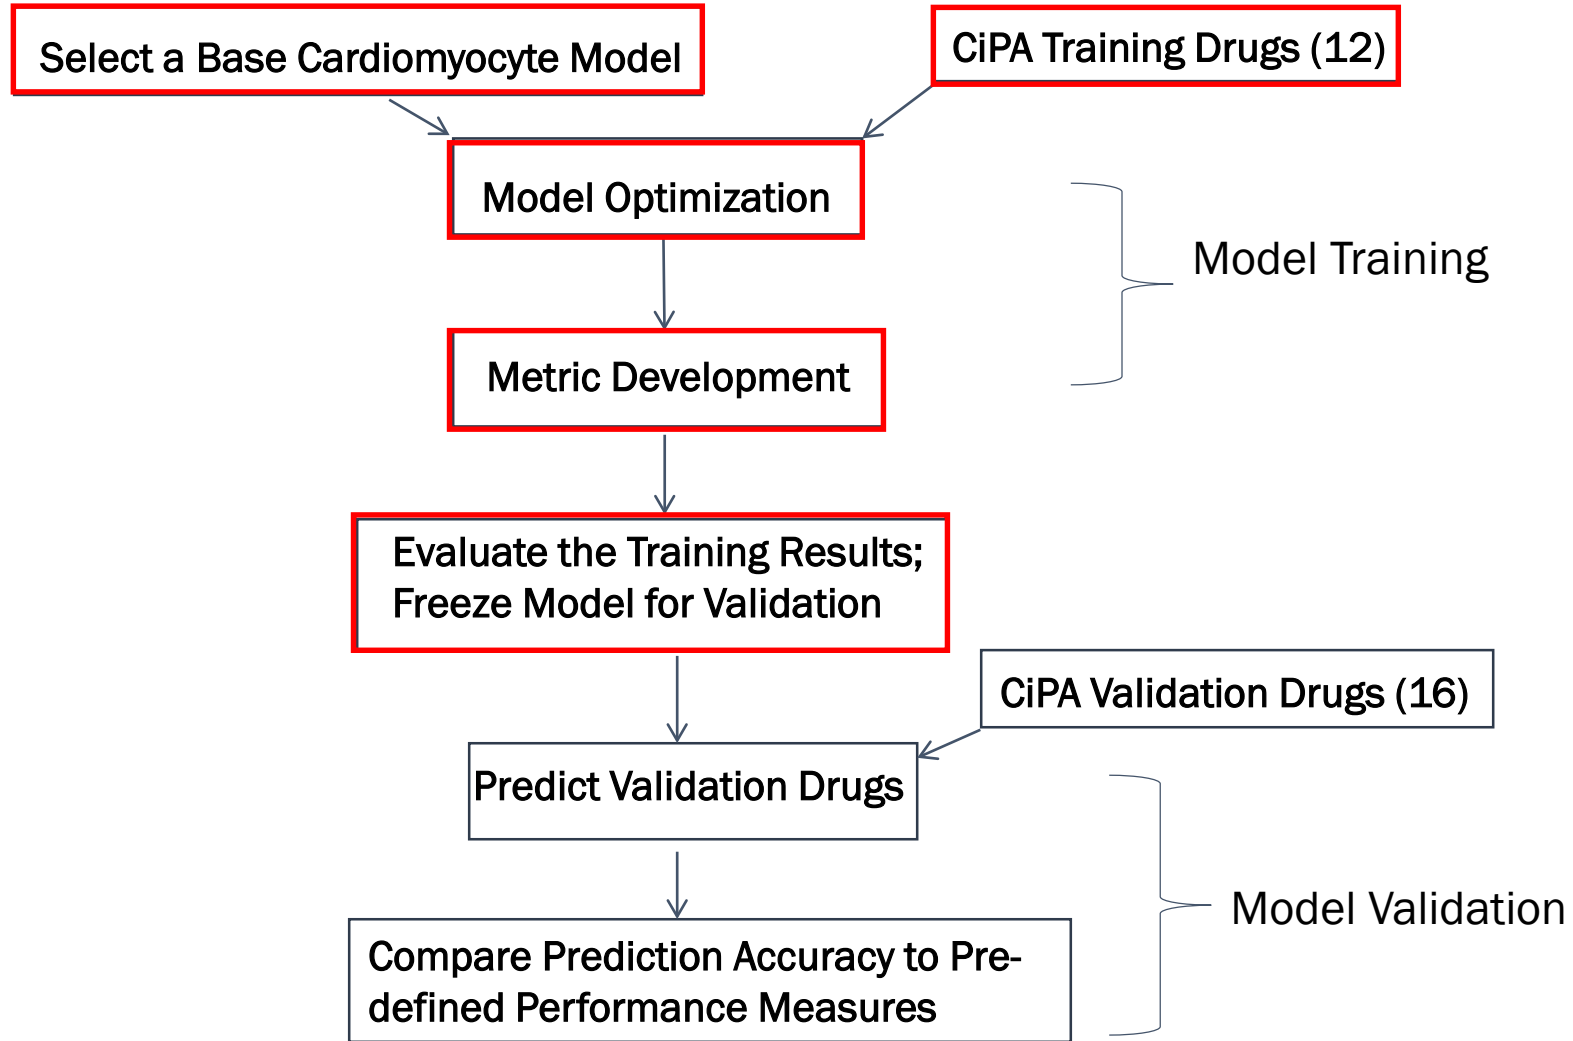 Select a Base Cardiomyocyte Model
CiPA Training Drugs (12)
Model Optimization
Model Training
Metric Development
Evaluate the Training Results;
Freeze Model for Validation
CiPA Validation Drugs (16)
Predict Validation Drugs
Model Validation
Compare Prediction Accuracy to Pre-
defined Performance Measures